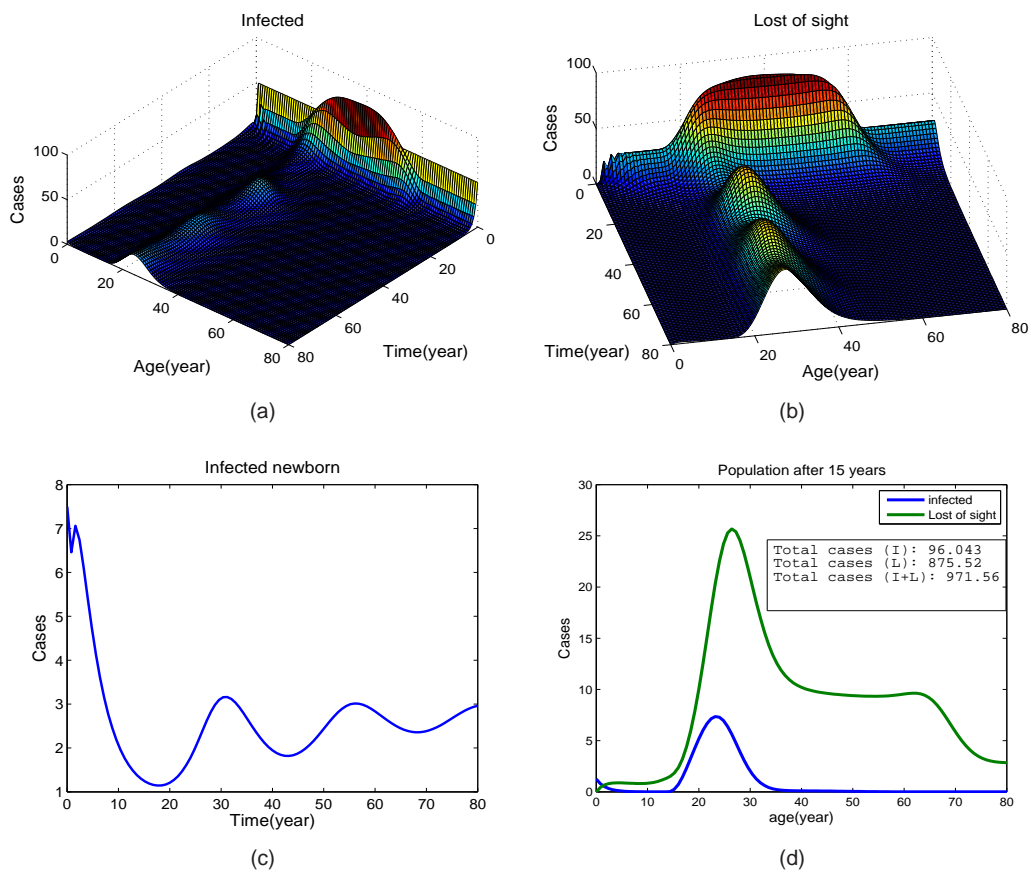 Infected
Cases
100
50
0
0
20
40
60
80
Age(year)
80
60
40
20
0
Time(year)
(a)
Lost of sight
Cases
100
50
0
0
20
40
60
80
Time(year)
0
20
40
60
80
Age(year)
(b)
Infected newborn
Cases
8
7
6
5
4
3
2
1
0
10
20
30
40
50
60
70
80
Time(year)
(c)
Population after 15 years
Cases
30
25
20
15
10
5
0
infected
Lost of sight
Total cases (I): 96.043
Total cases (L): 875.52
Total cases (I+L): 971.56
0
10
20
30
40
50
60
70
80
age(year)
(d)